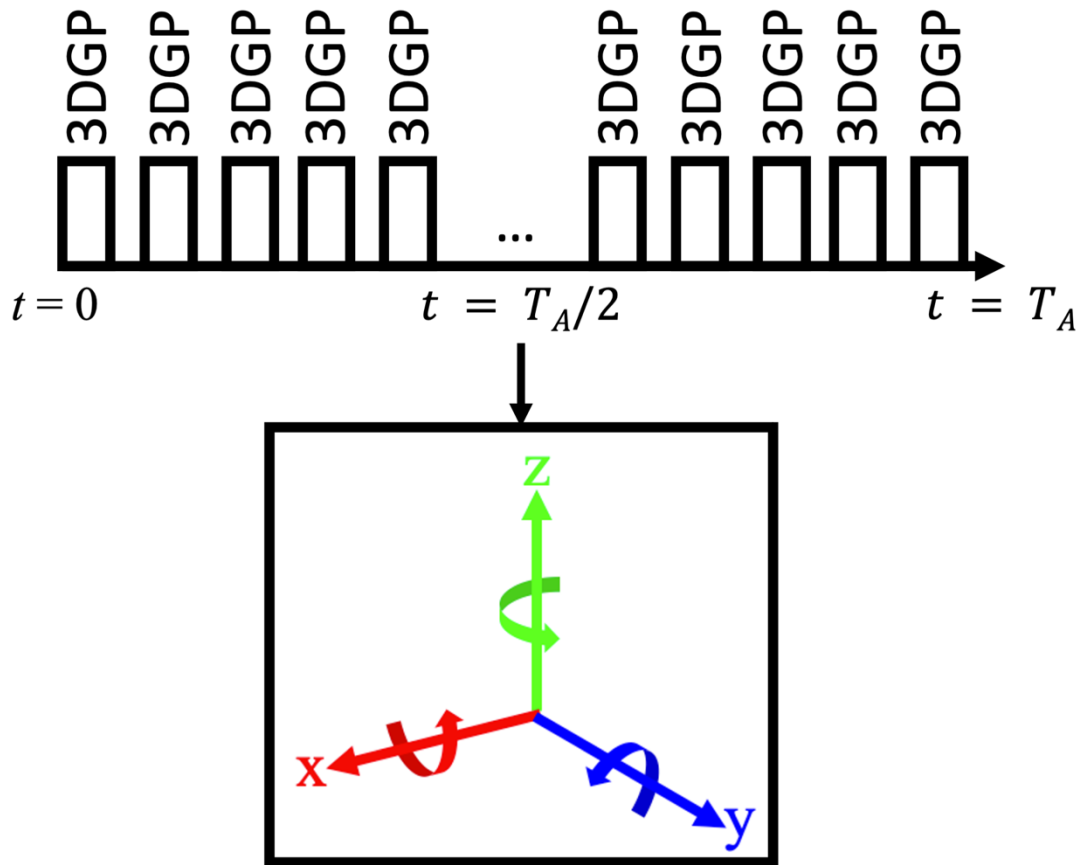 3DGP 3DGP 3DGP 3DGP 3DGP 3DGP 3DGP 3DGP 3DGP 3DGP
...
t = 0 t = T_A/2 t = T_A
z
x
y